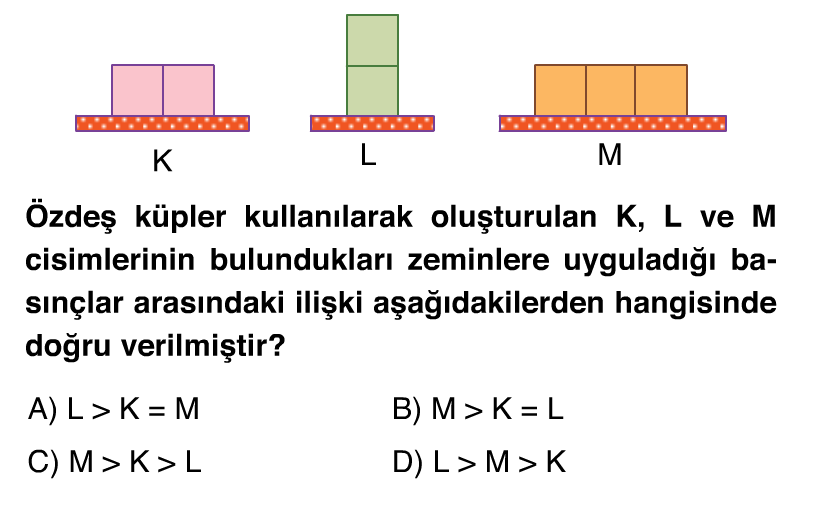 K
L
M
Özdeş küpler kullanılarak oluşturulan K, L ve M
cisimlerinin bulundukları zeminlere uyguladığı ba-
sınçlar arasındaki ilişki aşağıdakilerden hangisinde
doğru verilmiştir?
A) L > K = M
B) M > K = L
C) M > K > L
D) L > M > K